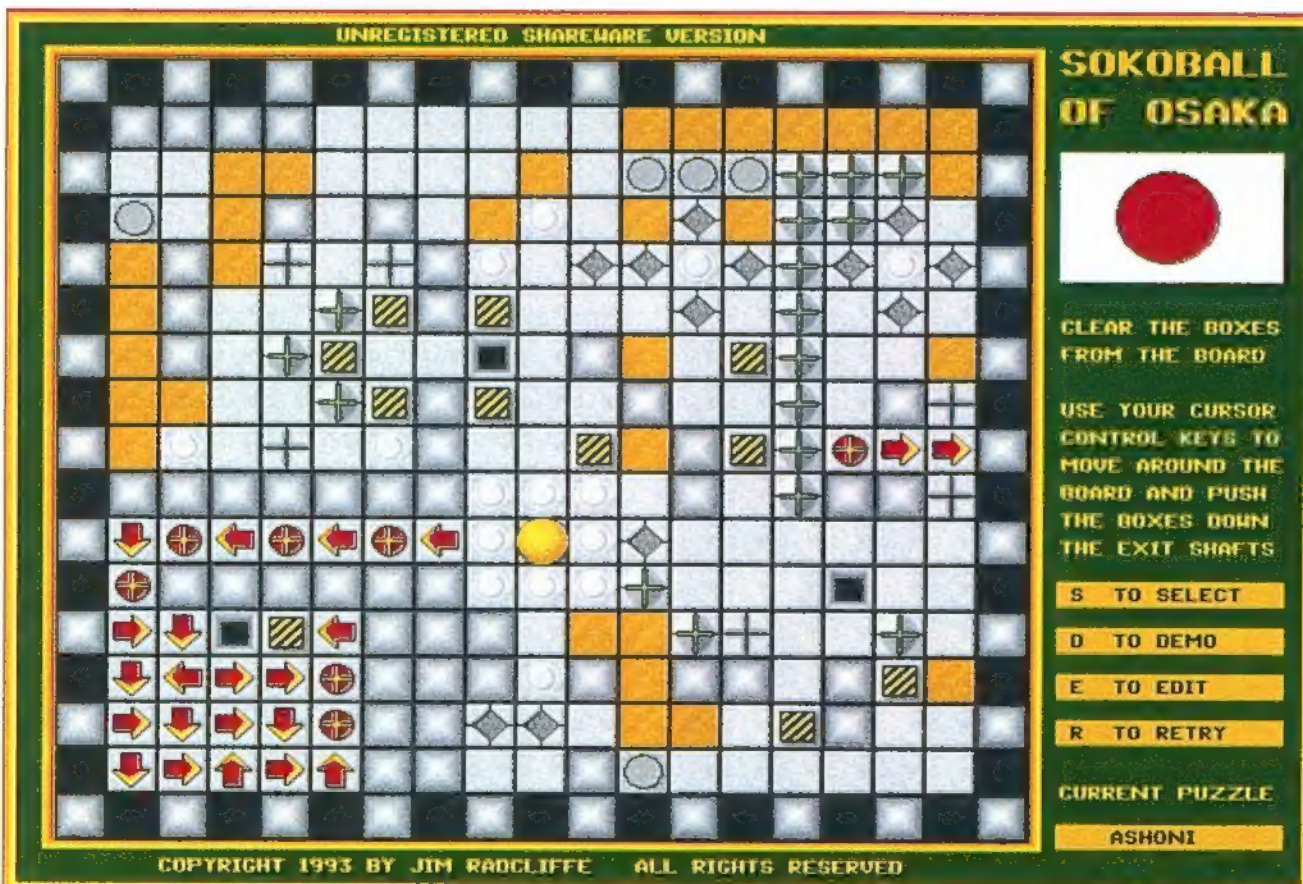 UNREGISTERED SHAREWARE VERSION
SOKOBALL
OF OSAKA
CLEAR THE BOXES
FROM THE BOARD
USE YOUR CURSOR
CONTROL KEYS TO
MOVE AROUND THE
BOARD AND PUSH
THE BOXES DOWN
THE EXIT SHAFTS
S TO SELECT
D TO DEMO
E TO EDIT
R TO RETRY
CURRENT PUZZLE
ASHONI
COPYRIGHT 1993 BY JIM RADCLIFFE ALL RIGHTS RESERVED